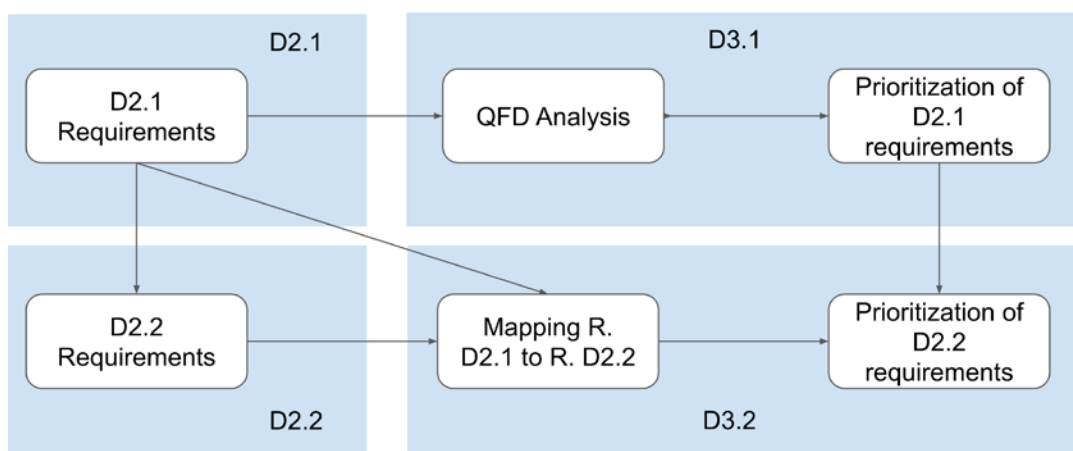 D2.1
D3.1
D2.1
Requirements
QFD Analysis
Prioritization of
D2.1
requirements
D2.2
Requirements
Mapping R.
D2.1 to R. D2.2
Prioritization of
D2.2
requirements
D2.2
D3.2